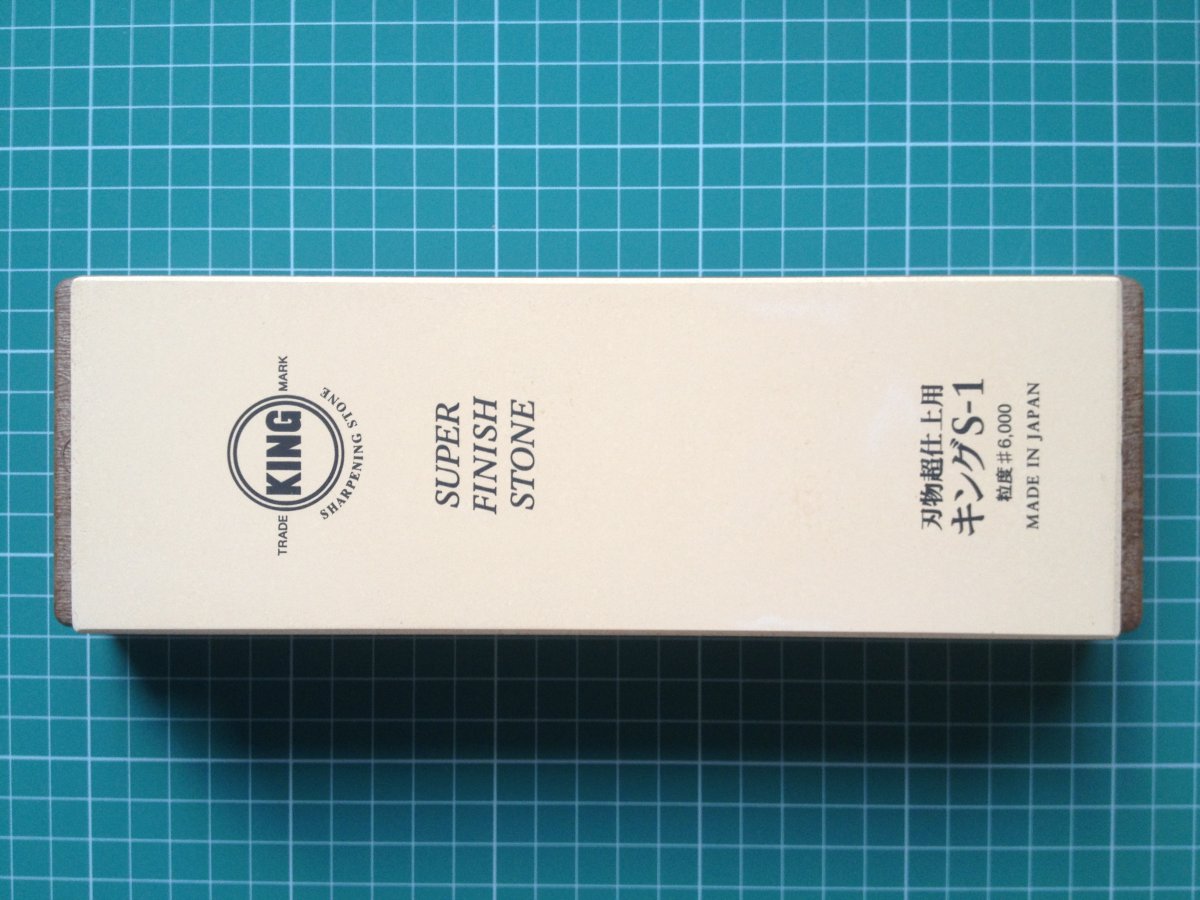 TRADE MARK
KING
SHARPENING STONE
SUPER
FINISH
STONE
刃物超仕上用
キングS-1
粒度#6,000
MADE IN JAPAN